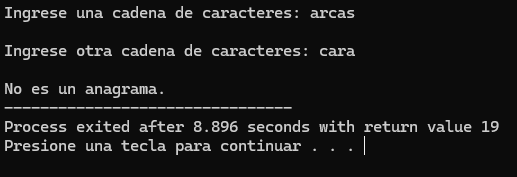 Ingrese una cadena de caracteres: arcas
Ingrese otra cadena de caracteres: cara
No es un anagrama.
--------------------------------
Process exited after 8.896 seconds with return value 19
Presione una tecla para continuar . . .